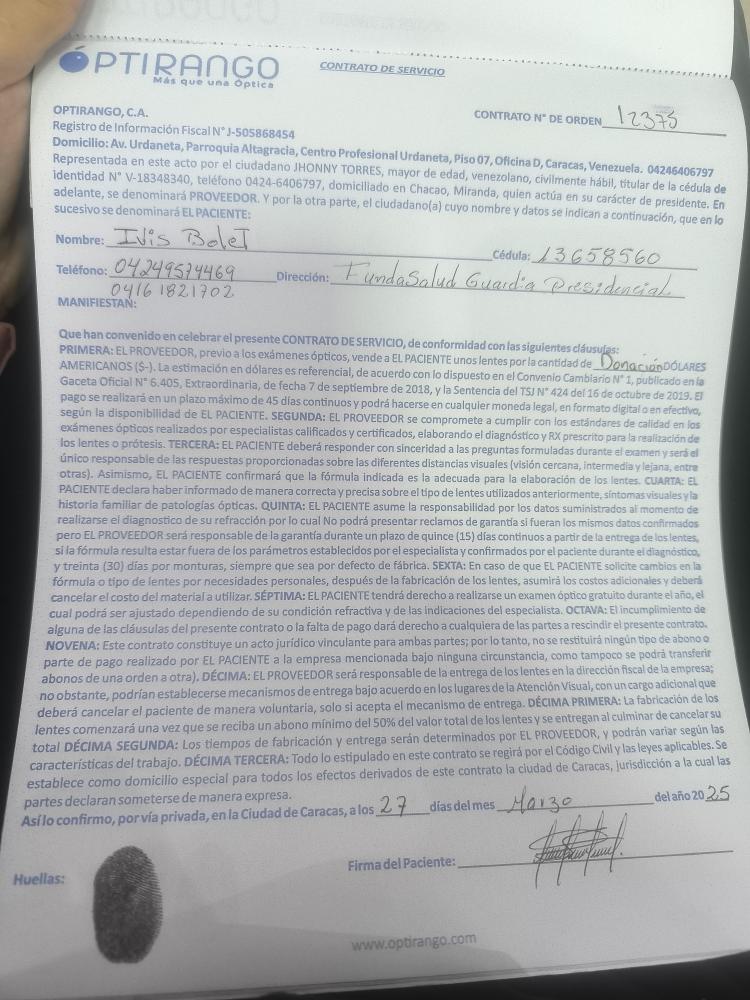 ÓPTIRANGO
Más que una Óptica
CONTRATO DE SERVICIO
OPTIRANGO, C.A.
CONTRATO N° DE ORDEN 12375
Registro de Información Fiscal N° J-505868454
Domicilio: Av. Urdaneta, Parroquia Altagracia, Centro Profesional Urdaneta, Piso 07, Oficina D, Caracas, Venezuela. 04246406797
Representada en este acto por el ciudadano JHONNY TORRES, mayor de edad, venezolano, civilmente hábil, titular de la cédula de
identidad N° V-18348340, teléfono 0424-6406797, domiciliado en Chacao, Miranda, quien actúa en su carácter de presidente. En
adelante, se denominará PROVEEDOR. Y por la otra parte, el ciudadano(a) cuyo nombre y datos se indican a continuación, que en lo
sucesivo se denominará EL PACIENTE:
Nombre: Ivis Bolet Cédula: 13658560
Teléfono: 04249574469 Dirección: FundaSalud Guardia Presidencial
04161821702
MANIFIESTAN:
Que han convenido en celebrar el presente CONTRATO DE SERVICIO, de conformidad con las siguientes cláusulas:
PRIMERA: EL PROVEEDOR, previo a los exámenes ópticos, vende a EL PACIENTE unos lentes por la cantidad de Donación DÓLARES
AMERICANOS ($-). La estimación en dólares es referencial, de acuerdo con lo dispuesto en el Convenio Cambiario N° 1, publicado en la
Gaceta Oficial N° 6.405, Extraordinaria, de fecha 7 de septiembre de 2018, y la Sentencia del TSJ N° 424 del 16 de octubre de 2019. El
pago se realizará en un plazo máximo de 45 días continuos y podrá hacerse en cualquier moneda legal, en formato digital o en efectivo,
según la disponibilidad de EL PACIENTE. SEGUNDA: EL PROVEEDOR se compromete a cumplir con los estándares de calidad en los
exámenes ópticos realizados por especialistas calificados y certificados, elaborando el diagnóstico y RX prescrito para la realización de
los lentes o prótesis. TERCERA: EL PACIENTE deberá responder con sinceridad a las preguntas formuladas durante el examen y será el
único responsable de las respuestas proporcionadas sobre las diferentes distancias visuales (visión cercana, intermedia y lejana, entre
otras). Asimismo, EL PACIENTE confirmará que la fórmula indicada es la adecuada para la elaboración de los lentes. CUARTA: EL
PACIENTE declara haber informado de manera correcta y precisa sobre el tipo de lentes utilizados anteriormente, síntomas visuales y la
historia familiar de patologías ópticas. QUINTA: EL PACIENTE asume la responsabilidad por los datos suministrados al momento de
realizarse el diagnostico de su refracción por lo cual No podrá presentar reclamos de garantía si fueran los mismos datos confirmados
pero EL PROVEEDOR será responsable de la garantía durante un plazo de quince (15) días continuos a partir de la entrega de los lentes,
si la fórmula resulta estar fuera de los parámetros establecidos por el especialista y confirmados por el paciente durante el diagnóstico,
y treinta (30) días por monturas, siempre que sea por defecto de fábrica. SEXTA: En caso de que EL PACIENTE solicite cambios en la
fórmula o tipo de lentes por necesidades personales, después de la fabricación de los lentes, asumirá los costos adicionales y deberá
cancelar el costo del material a utilizar. SÉPTIMA: EL PACIENTE tendrá derecho a realizarse un examen óptico gratuito durante el año, el
cual podrá ser ajustado dependiendo de su condición refractiva y de las indicaciones del especialista. OCTAVA: El incumplimiento de
alguna de las cláusulas del presente contrato o la falta de pago dará derecho a cualquiera de las partes a rescindir el presente contrato.
NOVENA: Este contrato constituye un acto jurídico vinculante para ambas partes; por lo tanto, no se restituirá ningún tipo de abono o
parte de pago realizado por EL PACIENTE a la empresa mencionada bajo ninguna circunstancia, como tampoco se podrá transferir
abonos de una orden a otra). DÉCIMA: EL PROVEEDOR será responsable de la entrega de los lentes en la dirección fiscal de la empresa;
no obstante, podrían establecerse mecanismos de entrega bajo acuerdo en los lugares de la Atención Visual, con un cargo adicional que
deberá cancelar el paciente de manera voluntaria, solo si acepta el mecanismo de entrega. DÉCIMA PRIMERA: La fabricación de los
lentes comenzará una vez que se reciba un abono mínimo del 50% del valor total de los lentes y se entregan al culminar de cancelar su
total DÉCIMA SEGUNDA: Los tiempos de fabricación y entrega serán determinados por EL PROVEEDOR, y podrán variar según las
características del trabajo. DÉCIMA TERCERA: Todo lo estipulado en este contrato se regirá por el Código Civil y las leyes aplicables. Se
establece como domicilio especial para todos los efectos derivados de este contrato la ciudad de Caracas, jurisdicción a la cual las
partes declaran someterse de manera expresa.
Así lo confirmo, por vía privada, en la Ciudad de Caracas, a los 27 días del mes Marzo del año 2025
Firma del Paciente:
Huellas:
www.optirango.com